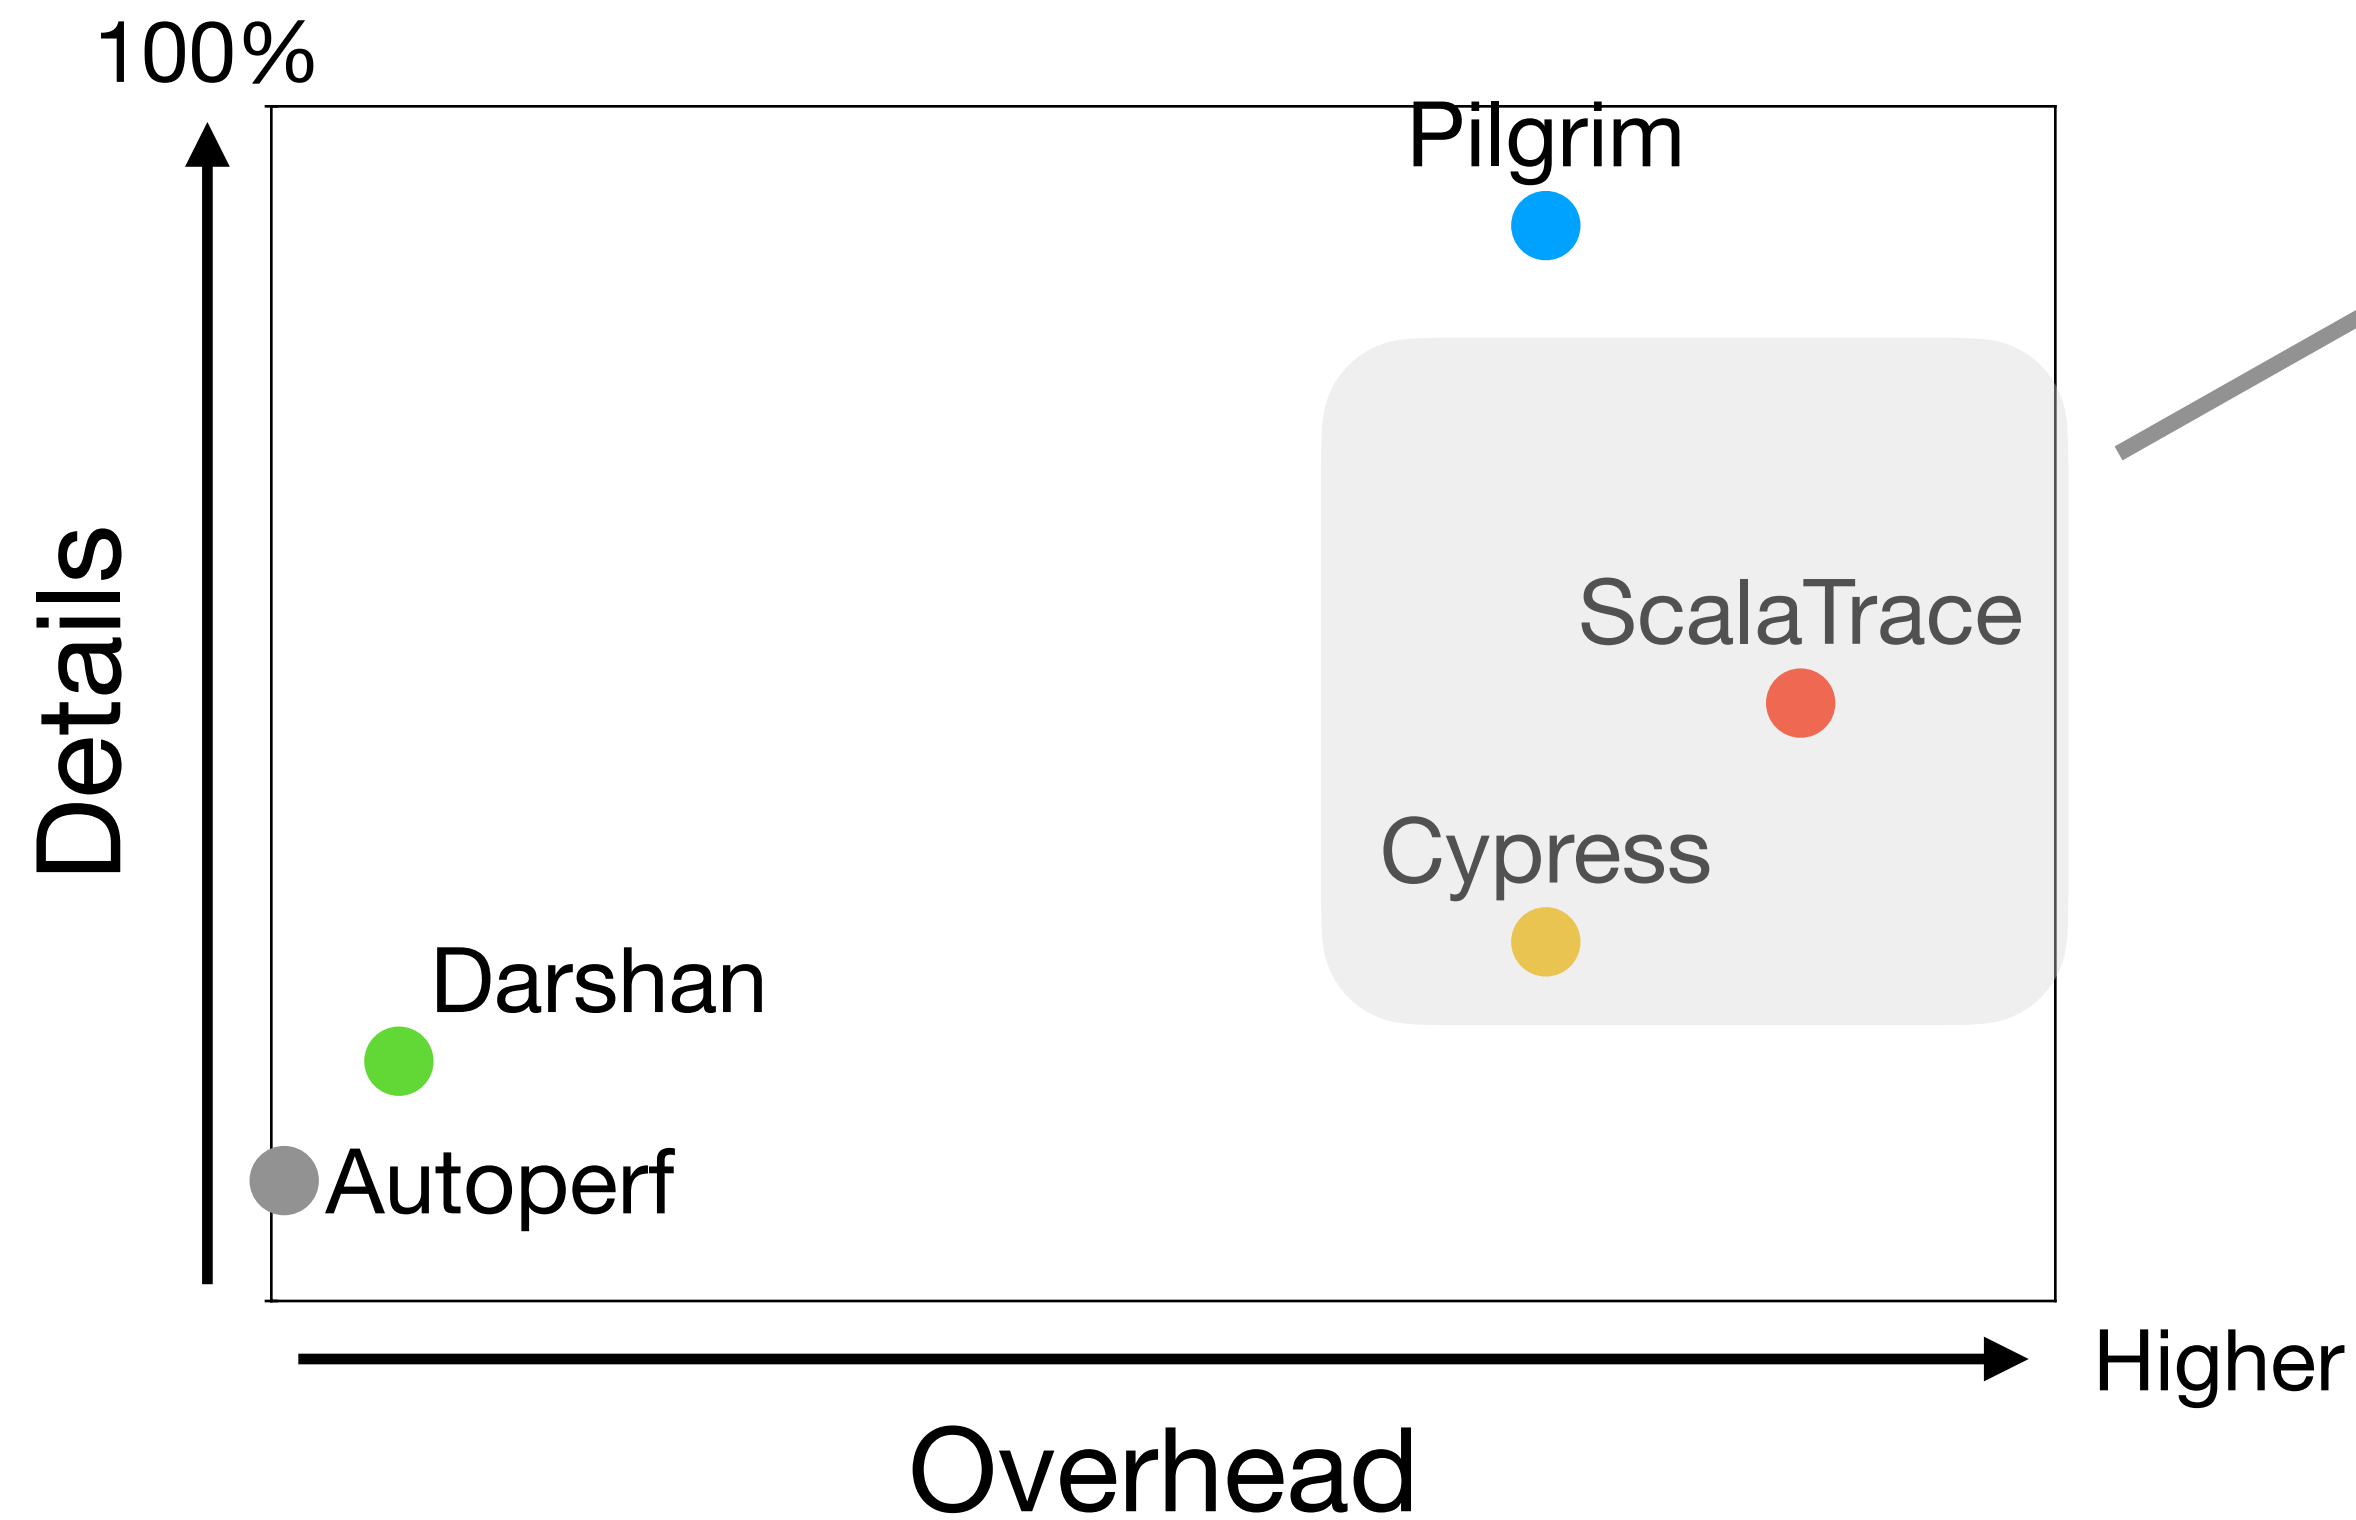 100%
Pilgrim
Details
ScalaTrace
Cypress
Darshan
Autoperf
Higher
Overhead